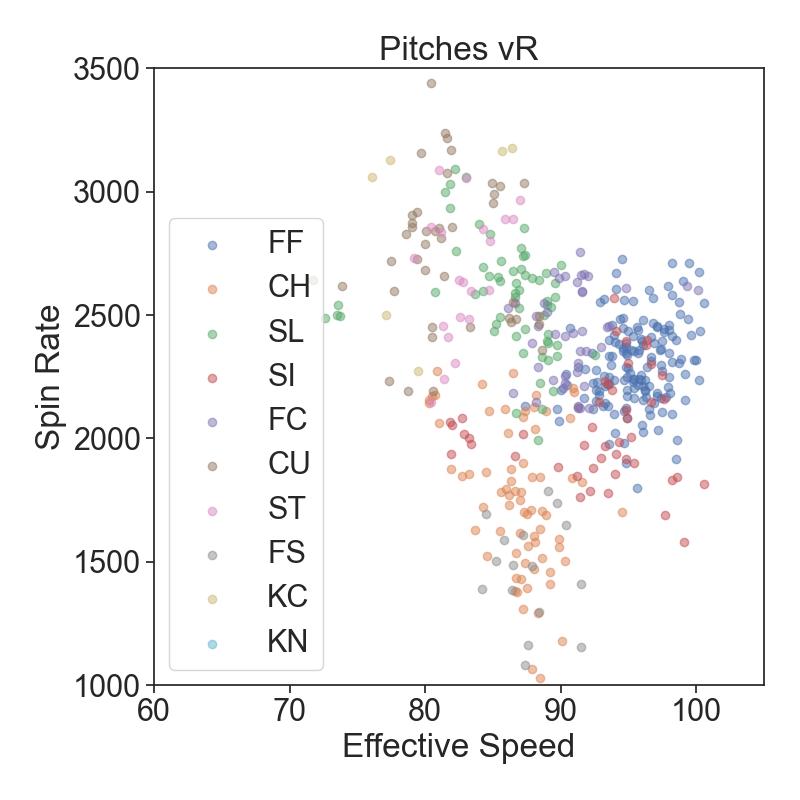 Pitches vR
3500
3000
2500
2000
1500
1000
Spin Rate
FF
CH
SL
SI
FC
CU
ST
FS
KC
KN
60 70 80 90 100
Effective Speed